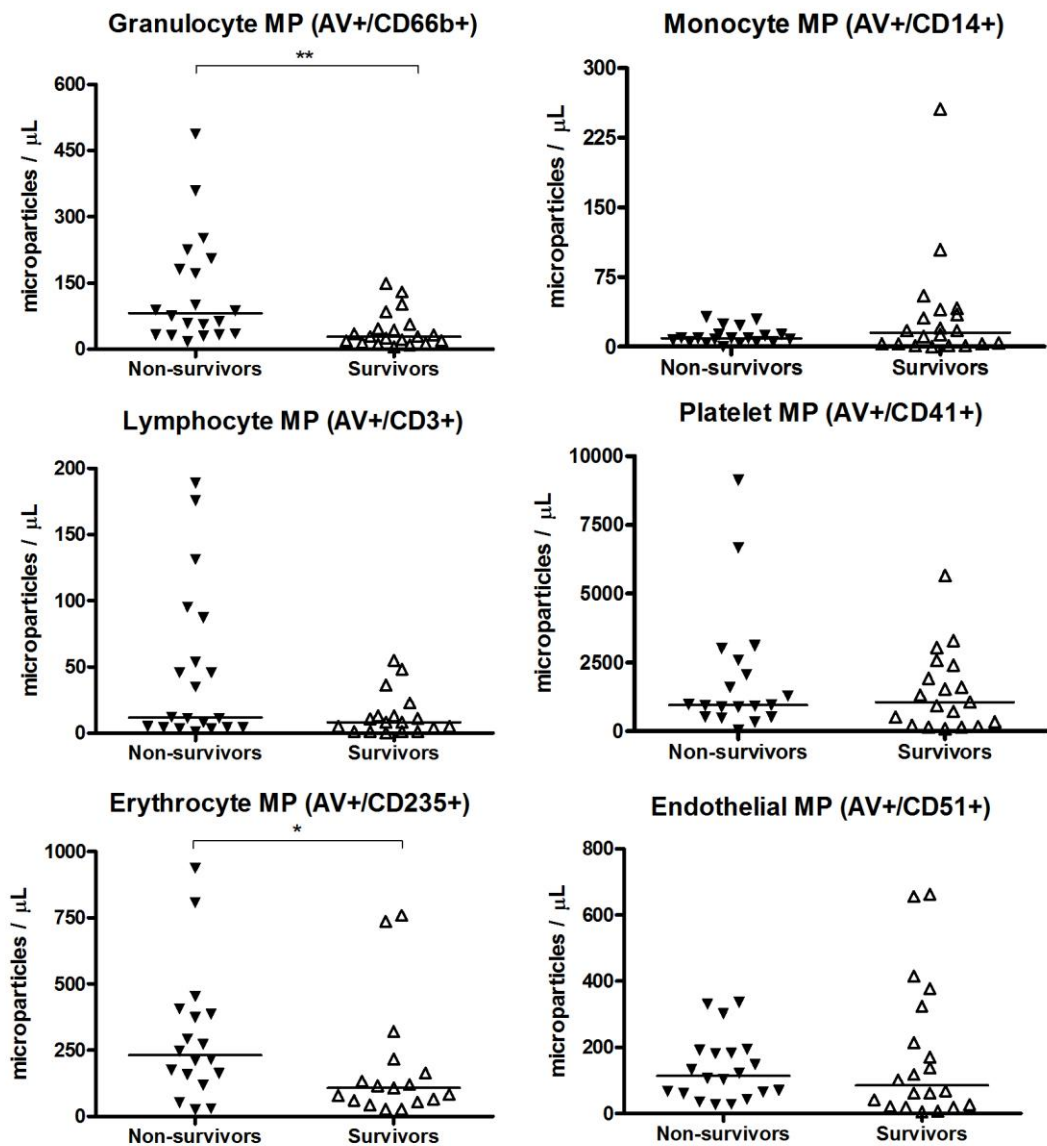 Granulocyte MP (AV+/CD66b+)
**
microparticles / μL
600
450
300
150
0
Non-survivors
Survivors
Monocyte MP (AV+/CD14+)
microparticles / μL
300
225
150
75
0
Non-survivors
Survivors
Lymphocyte MP (AV+/CD3+)
microparticles / μL
200
150
100
50
0
Non-survivors
Survivors
Platelet MP (AV+/CD41+)
microparticles / μL
10000
7500
5000
2500
0
Non-survivors
Survivors
Erythrocyte MP (AV+/CD235+)
*
microparticles / μL
1000
750
500
250
0
Non-survivors
Survivors
Endothelial MP (AV+/CD51+)
microparticles / μL
800
600
400
200
0
Non-survivors
Survivors